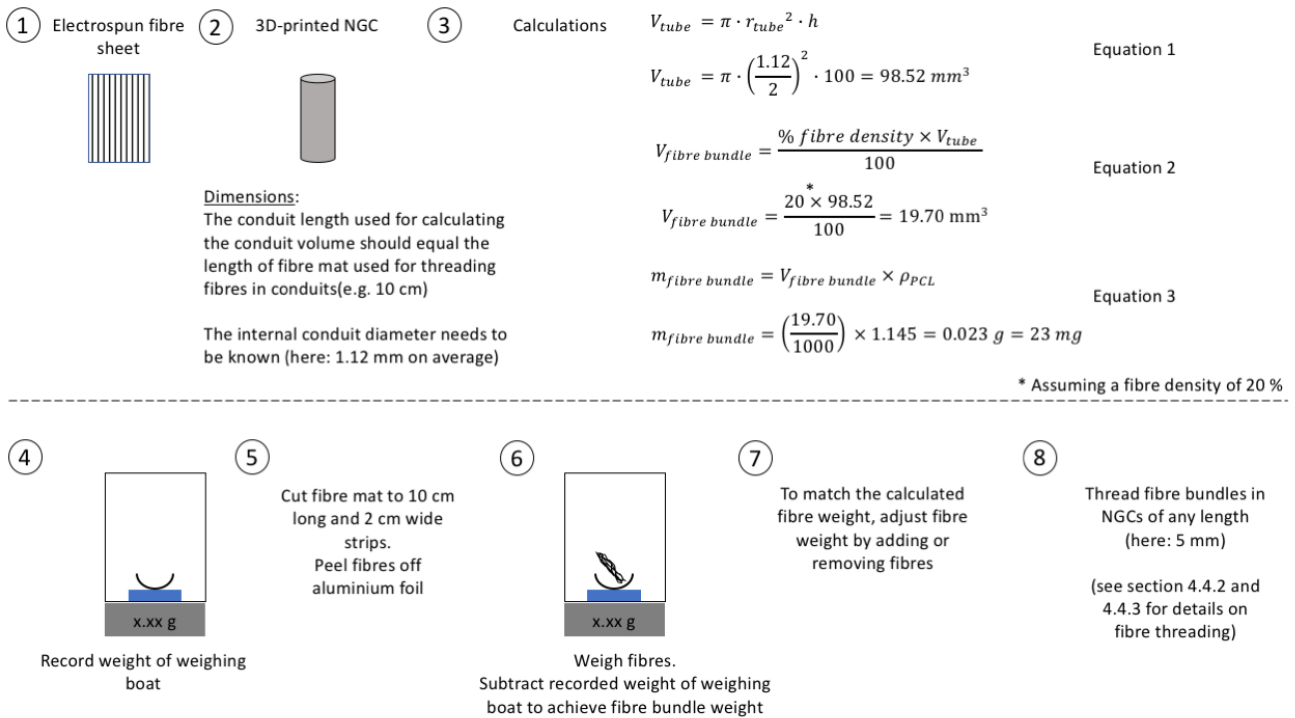 1 Electrospun fibre
sheet
2 3D-printed NGC
Dimensions:
The conduit length used for calculating
the conduit volume should equal the
length of fibre mat used for threading
fibres in conduits(e.g. 10 cm)
The internal conduit diameter needs to
be known (here: 1.12 mm on average)
3 Calculations
V_tube = π · r_tube² · h
Equation 1
V_tube = π · (1.12/2)² · 100 = 98.52 mm³
V_fibre bundle = % fibre density × V_tube / 100
Equation 2
V_fibre bundle = 20* × 98.52 / 100 = 19.70 mm³
m_fibre bundle = V_fibre bundle × ρ_PCL
Equation 3
m_fibre bundle = (19.70/1000) × 1.145 = 0.023 g = 23 mg
* Assuming a fibre density of 20 %
4
x.xx g
Record weight of weighing
boat
5
Cut fibre mat to 10 cm
long and 2 cm wide
strips.
Peel fibres off
aluminium foil
6
x.xx g
Weigh fibres.
Subtract recorded weight of weighing
boat to achieve fibre bundle weight
7
To match the calculated
fibre weight, adjust fibre
weight by adding or
removing fibres
8
Thread fibre bundles in
NGCs of any length
(here: 5 mm)
(see section 4.4.2 and
4.4.3 for details on
fibre threading)